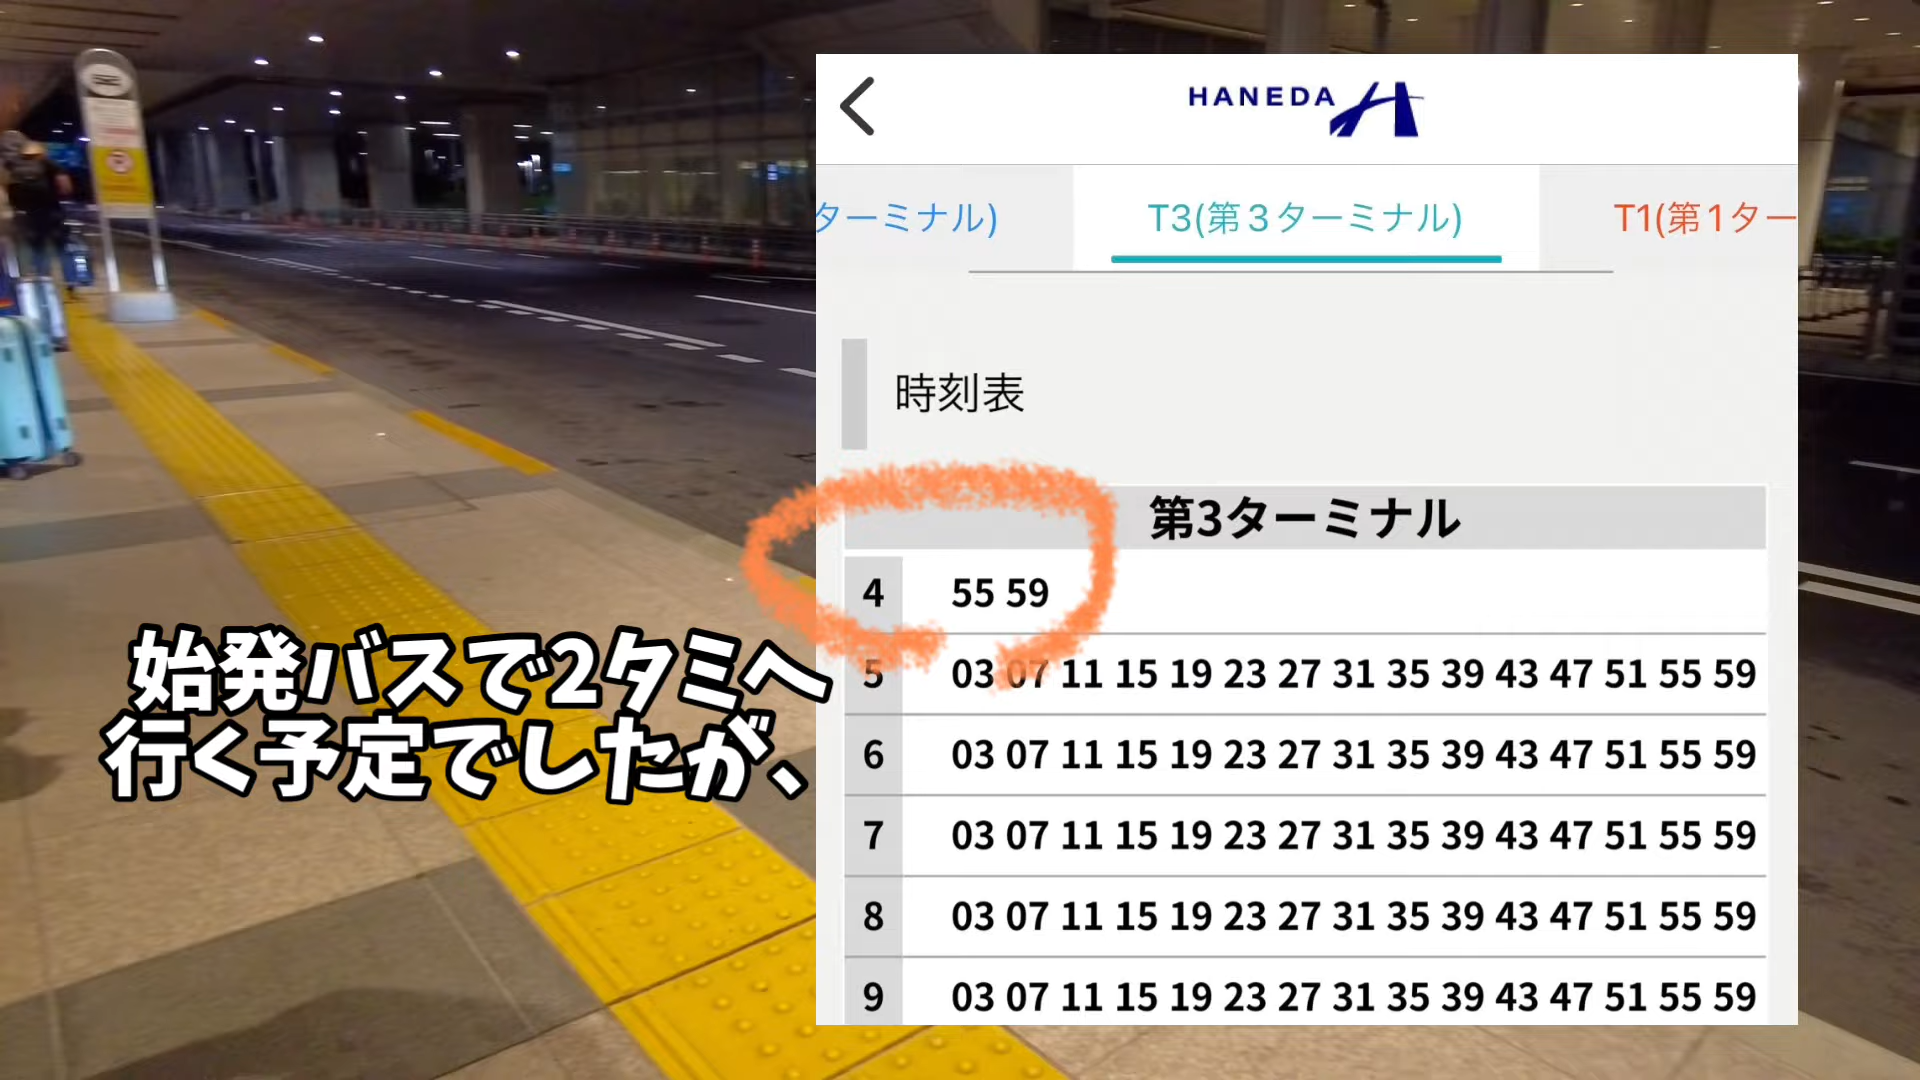 HANEDA
ターミナル)
T3(第3ターミナル)
T1(第1ター
時刻表
第3ターミナル
4 55 59
5 03 07 11 15 19 23 27 31 35 39 43 47 51 55 59
6 03 07 11 15 19 23 27 31 35 39 43 47 51 55 59
7 03 07 11 15 19 23 27 31 35 39 43 47 51 55 59
8 03 07 11 15 19 23 27 31 35 39 43 47 51 55 59
9 03 07 11 15 19 23 27 31 35 39 43 47 51 55 59
始発バスで2タミへ
行く予定でしたが、